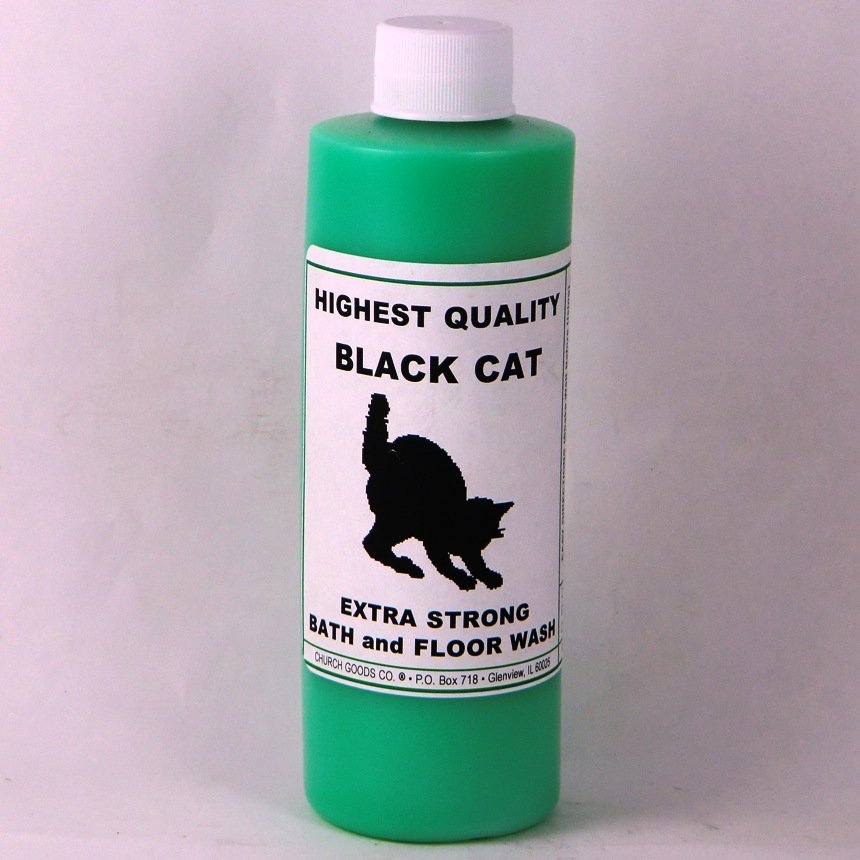 HIGHEST QUALITY
BLACK CAT
EXTRA STRONG
BATH and FLOOR WASH
CHURCH GOODS CO. ® • P.O. Box 718 • Glenview, IL 60025